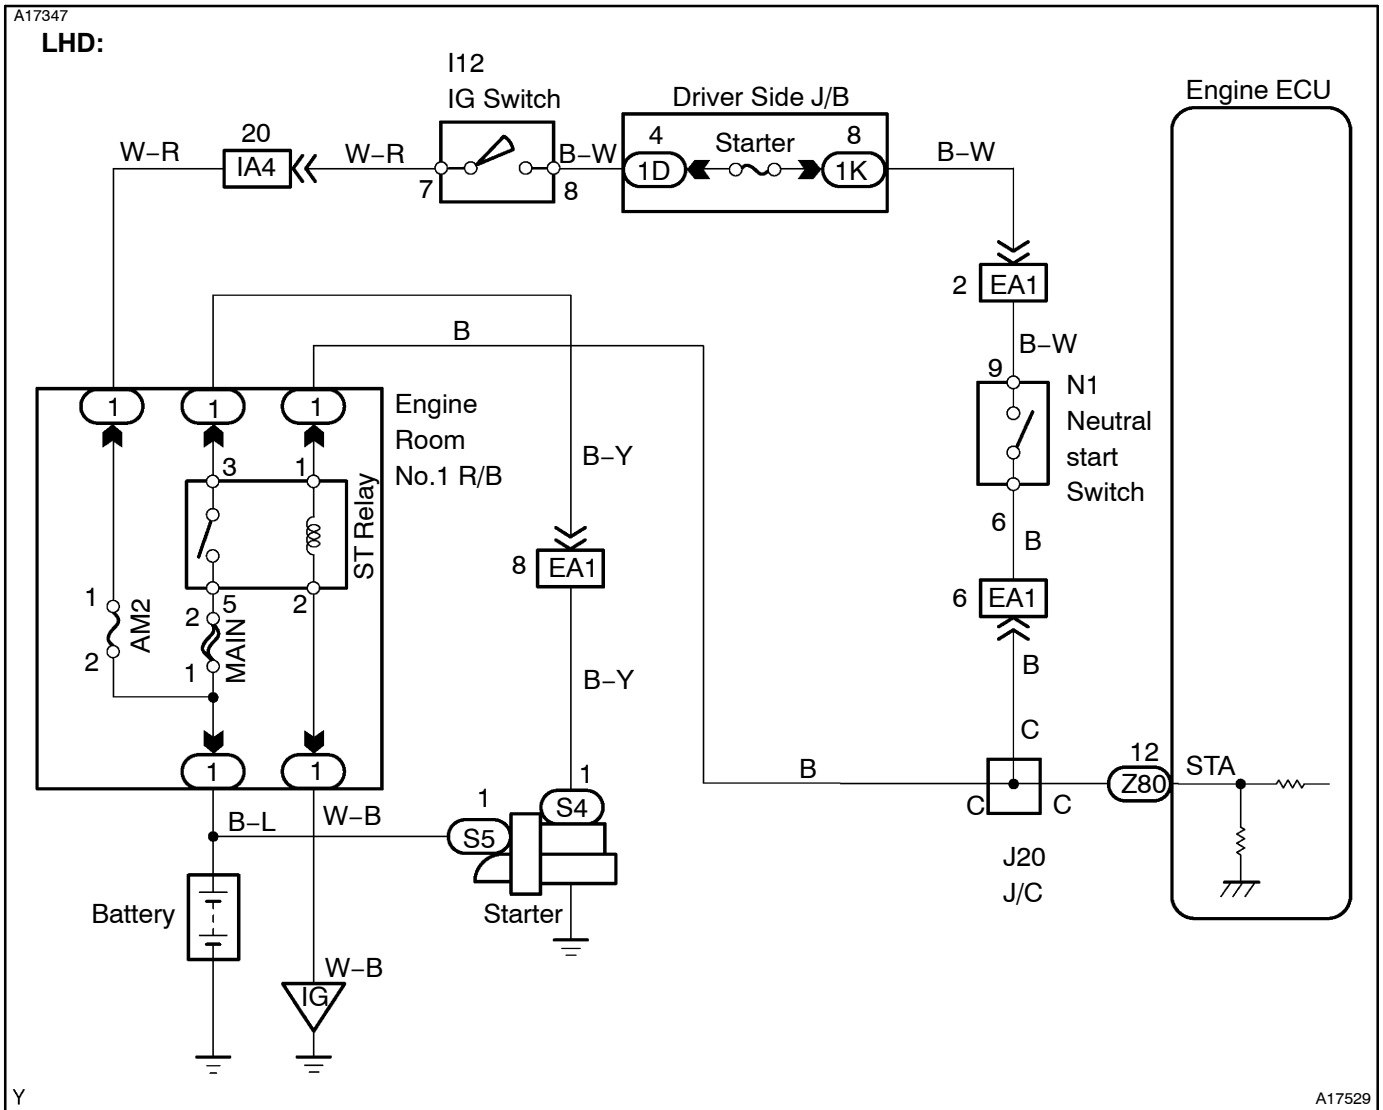 A17347
LHD:
I12
IG Switch
Driver Side J/B
Engine ECU
W–R
20
IA4
W–R
7
8
B–W
4
1D
Starter
8
1K
B–W
2
EA1
B–W
B
9
N1
Neutral
start
Switch
6
B
6
EA1
B
C
1
1
1
Engine
Room
No.1 R/B
3
1
ST Relay
5
2
1
AM2
2
2
MAIN
1
1
1
B–Y
8
EA1
B–Y
1
S4
1
S5
Starter
B–L
W–B
Battery
W–B
IG
B
C
C
J20
J/C
12
Z80
STA
Y
A17529